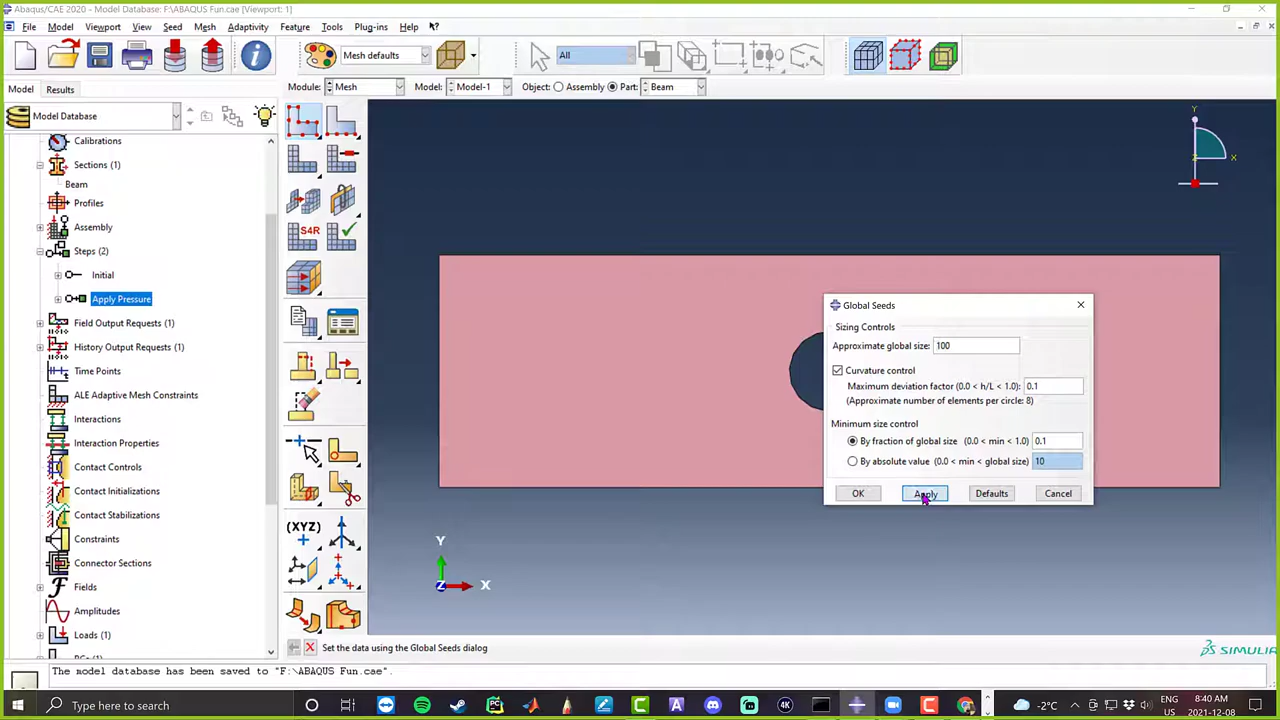 Abaqus/CAE 2020 - Model Database: F:\ABAQUS Fun.cae [Viewport: 1]
File Model Viewport View Seed Mesh Adaptivity Feature Tools Plug-ins Help
Mesh defaults
All
Model Results
Module: Mesh Model: Model-1 Object: Assembly Part: Beam
Model Database
Calibrations
Sections (1)
Beam
Profiles
Assembly
Steps (2)
Initial
Apply Pressure
Field Output Requests (1)
History Output Requests (1)
Time Points
ALE Adaptive Mesh Constraints
Interactions
Interaction Properties
Contact Controls
Contact Initializations
Contact Stabilizations
Constraints
Connector Sections
Fields
Amplitudes
Loads (1)
S4R
(XYZ)
Y
X
Z
Global Seeds
Sizing Controls
Approximate global size: 100
Curvature control
Maximum deviation factor (0.0 < h/L < 1.0): 0.1
(Approximate number of elements per circle: 8)
Minimum size control
By fraction of global size (0.0 < min < 1.0) 0.1
By absolute value (0.0 < min < global size) 10
OK Apply Defaults Cancel
Y
Z X
Set the data using the Global Seeds dialog
SIMULIA
The model database has been saved to "F:\ABAQUS Fun.cae".
Type here to search
-2°C
ENG
US
8:40 AM
2021-12-08